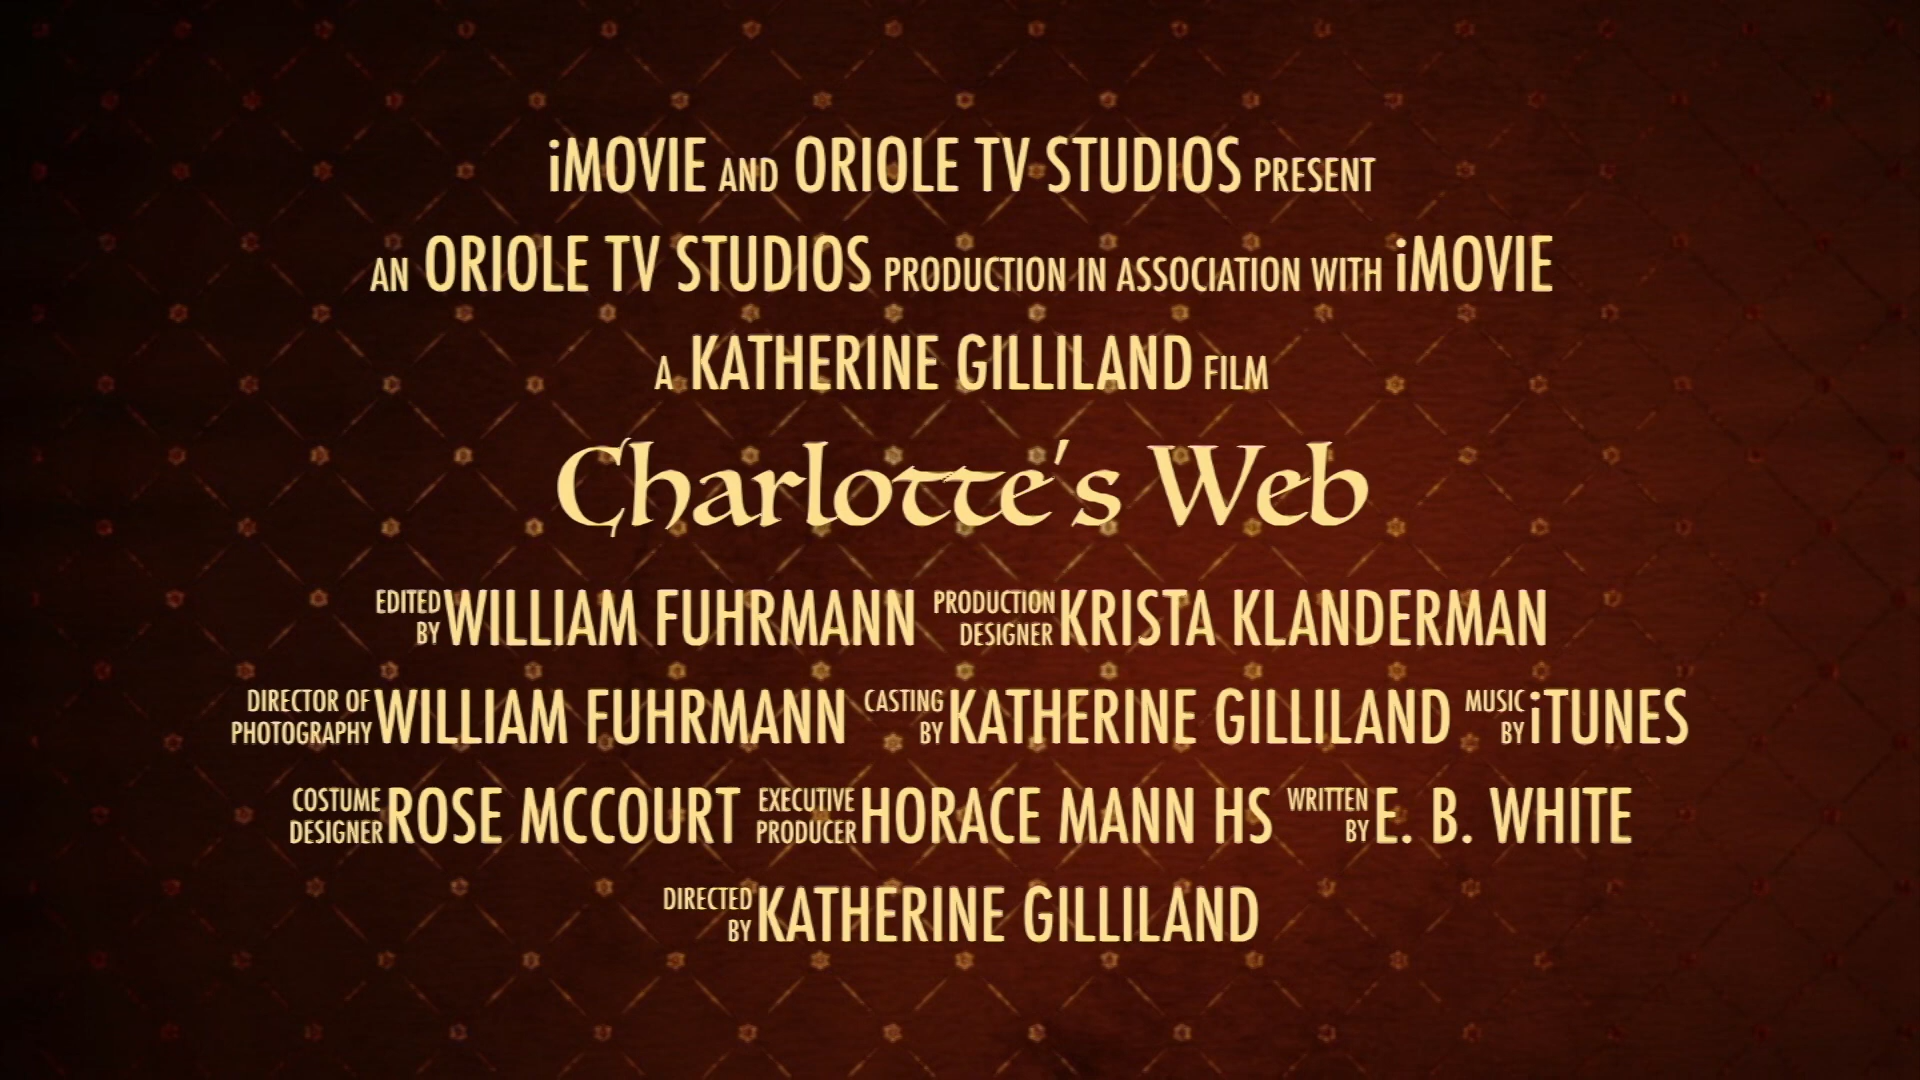 iMOVIE AND ORIOLE TV STUDIOS PRESENT
AN ORIOLE TV STUDIOS PRODUCTION IN ASSOCIATION WITH iMOVIE
A KATHERINE GILLILAND FILM
Charlotte's Web
EDITED BY WILLIAM FUHRMANN PRODUCTION DESIGNER KRISTA KLANDERMAN
DIRECTOR OF PHOTOGRAPHY WILLIAM FUHRMANN CASTING BY KATHERINE GILLILAND MUSIC BY iTUNES
COSTUME DESIGNER ROSE MCCOURT EXECUTIVE PRODUCER HORACE MANN HS WRITTEN BY E. B. WHITE
DIRECTED BY KATHERINE GILLILAND